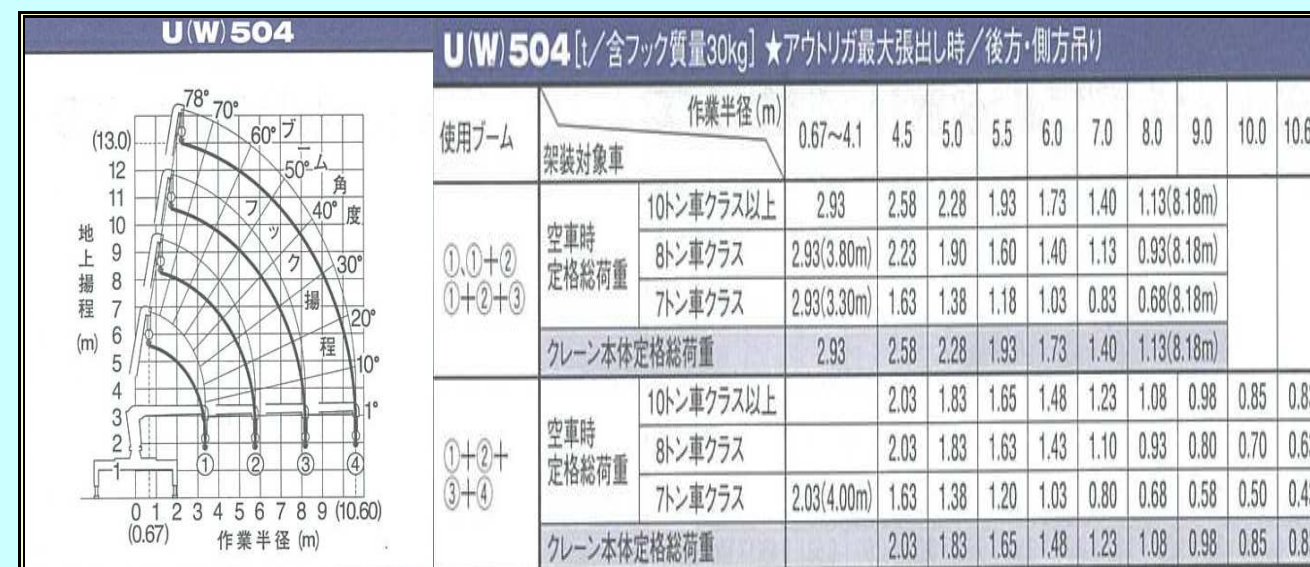 U(W)504
78°
70°
60°
50°
40°
30°
20°
10°
1°
ブーム角度
フック揚程
地上揚程(m)
(13.0)
12
11
10
9
8
7
6
5
4
3
2
1
① ② ③ ④
0 1 2 3 4 5 6 7 8 9 (10.60)
(0.67)
作業半径 (m)
U(W)504 [t/含フック質量30kg] ★アウトリガ最大張出し時/後方・側方吊り
使用ブーム 架装対象車 作業半径(m) 0.67~4.1 4.5 5.0 5.5 6.0 7.0 8.0 9.0 10.0
①、①+②
①+②+③
空車時
定格総荷重
10トン車クラス以上 2.93 2.58 2.28 1.93 1.73 1.40 1.13(8.18m)
8トン車クラス 2.93(3.80m) 2.23 1.90 1.60 1.40 1.13 0.93(8.18m)
7トン車クラス 2.93(3.30m) 1.63 1.38 1.18 1.03 0.83 0.68(8.18m)
クレーン本体定格総荷重 2.93 2.58 2.28 1.93 1.73 1.40 1.13(8.18m)
①+②+
③+④
空車時
定格総荷重
10トン車クラス以上 2.03 1.83 1.65 1.48 1.23 1.08 0.98 0.85
8トン車クラス 2.03 1.83 1.63 1.43 1.10 0.93 0.80 0.70
7トン車クラス 2.03(4.00m) 1.63 1.38 1.20 1.03 0.80 0.68 0.58 0.50
クレーン本体定格総荷重 2.03 1.83 1.65 1.48 1.23 1.08 0.98 0.85